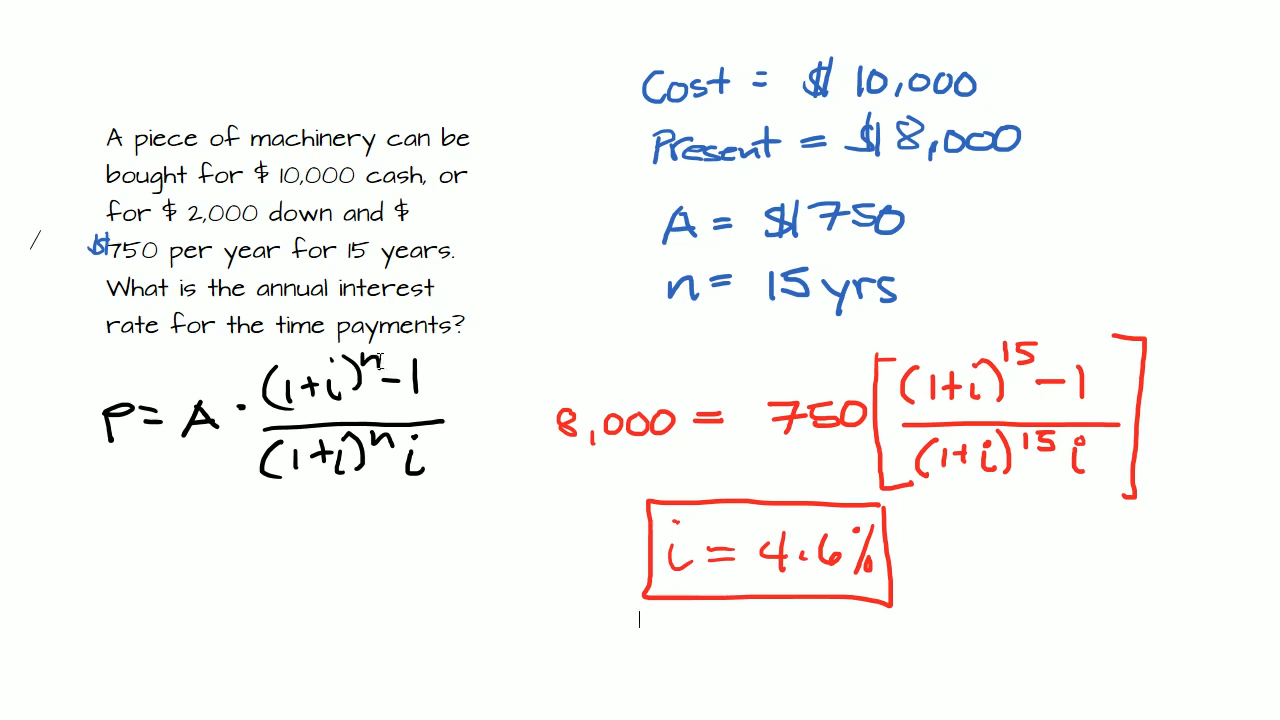 A piece of machinery can be
bought for $ 10,000 cash, or
for $ 2,000 down and $
$750 per year for 15 years.
What is the annual interest
rate for the time payments?
P = A · ((1+i)^n - 1) / ((1+i)^n i)
Cost = $ 10,000
Present = $ 8,000
A = $ 750
n = 15 yrs
8,000 = 750 [((1+i)^15 - 1) / ((1+i)^15 i)]
i = 4.6%